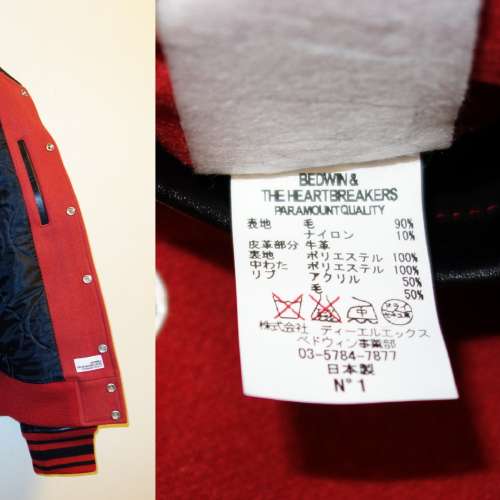 BEDWIN &
THE HEARTBREAKERS
PARAMOUNT QUALITY
表地 毛 90%
ナイロン 10%
皮革部分 牛革
裏地 ポリエステル 100%
中わた ポリエステル 100%
リブ アクリル 50%
毛 50%
ドライ
株式会社 ディーエルエックス
ベドウィン事業部
03-5784-7877
日本製
N°1